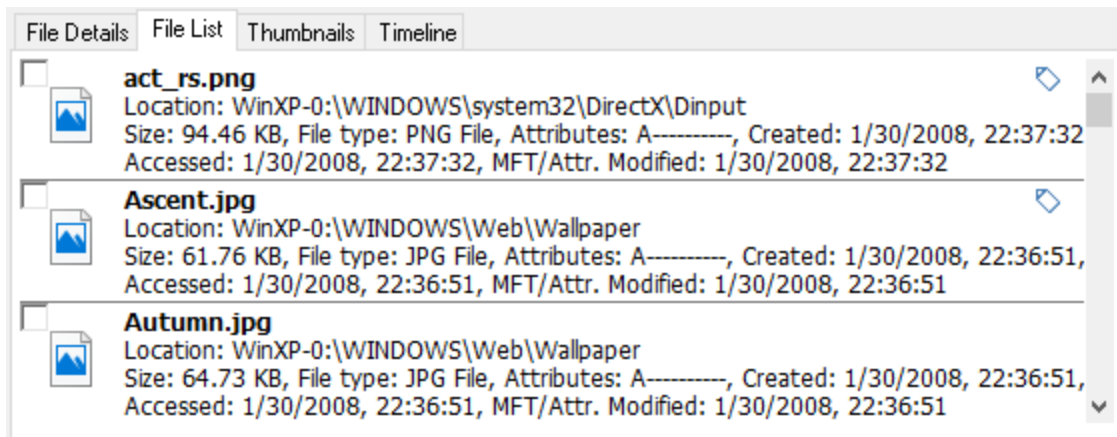 File Details File List Thumbnails Timeline
act_rs.png
Location: WinXP-0:\WINDOWS\system32\DirectX\Dinput
Size: 94.46 KB, File type: PNG File, Attributes: A----------, Created: 1/30/2008, 22:37:32
Accessed: 1/30/2008, 22:37:32, MFT/Attr. Modified: 1/30/2008, 22:37:32
Ascent.jpg
Location: WinXP-0:\WINDOWS\Web\Wallpaper
Size: 61.76 KB, File type: JPG File, Attributes: A----------, Created: 1/30/2008, 22:36:51,
Accessed: 1/30/2008, 22:36:51, MFT/Attr. Modified: 1/30/2008, 22:36:51
Autumn.jpg
Location: WinXP-0:\WINDOWS\Web\Wallpaper
Size: 64.73 KB, File type: JPG File, Attributes: A----------, Created: 1/30/2008, 22:36:51,
Accessed: 1/30/2008, 22:36:51, MFT/Attr. Modified: 1/30/2008, 22:36:51